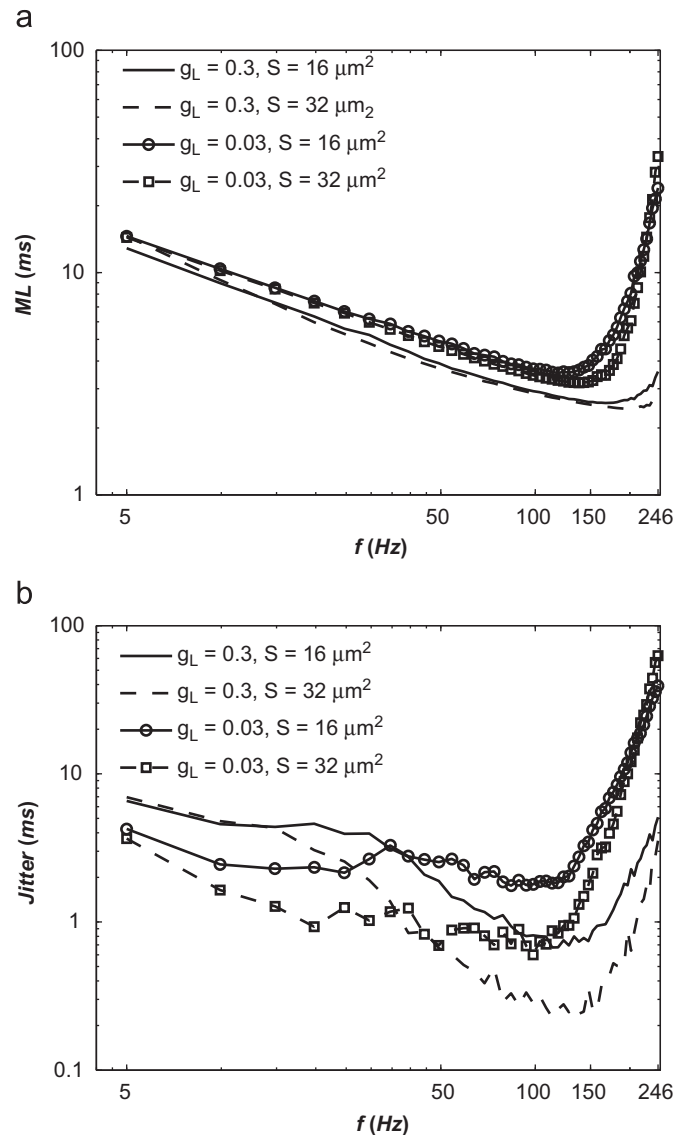 a
100
g_L = 0.3, S = 16 μm²
g_L = 0.3, S = 32 μm₂
g_L = 0.03, S = 16 μm²
g_L = 0.03, S = 32 μm²
10
ML (ms)
1
5 50 100 150 246
f (Hz)
b
100
g_L = 0.3, S = 16 μm²
g_L = 0.3, S = 32 μm²
g_L = 0.03, S = 16 μm²
g_L = 0.03, S = 32 μm²
10
Jitter (ms)
1
0.1
5 50 100 150 246
f (Hz)